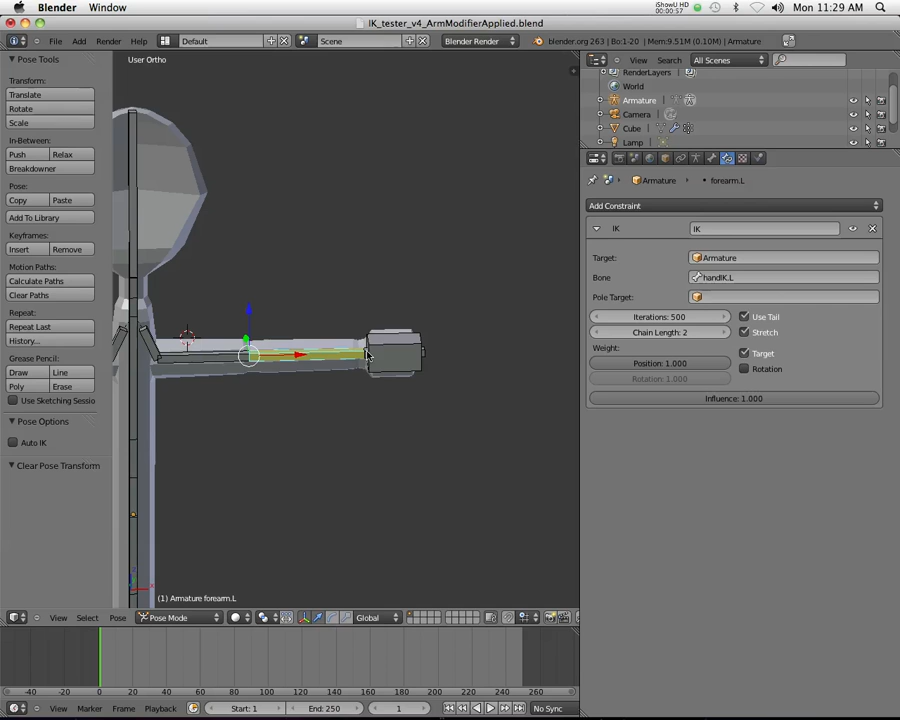 Blender Window
iShowU HD
00:00:57
Mon 11:29 AM
IK_tester_v4_ArmModifierApplied.blend
File Add Render Help Default Scene Blender Render blender.org 263 | Bo:1-20 | Mem:9.51M (0.10M) | Armature
Pose Tools
Transform:
Translate
Rotate
Scale
In-Between:
Push Relax
Breakdowner
Pose:
Copy Paste
Add To Library
Keyframes:
Insert Remove
Motion Paths:
Calculate Paths
Clear Paths
Repeat:
Repeat Last
History...
Grease Pencil:
Draw Line
Poly Erase
Use Sketching Sessio
Pose Options
Auto IK
Clear Pose Transform
User Ortho
(1) Armature forearm.L
View Select Pose Pose Mode Global
View Search All Scenes
RenderLayers
World
Armature
Camera
Cube
Lamp
Armature forearm.L
Add Constraint
IK IK
Target: Armature
Bone: handIK.L
Pole Target:
Iterations: 500 Use Tail
Chain Length: 2 Stretch
Weight:
Position: 1.000 Target
Rotation: 1.000 Rotation
Influence: 1.000
-40 -20 0 20 40 60 80 100 120 140 160 180 200 220 240 260
View Marker Frame Playback Start: 1 End: 250 1 No Sync